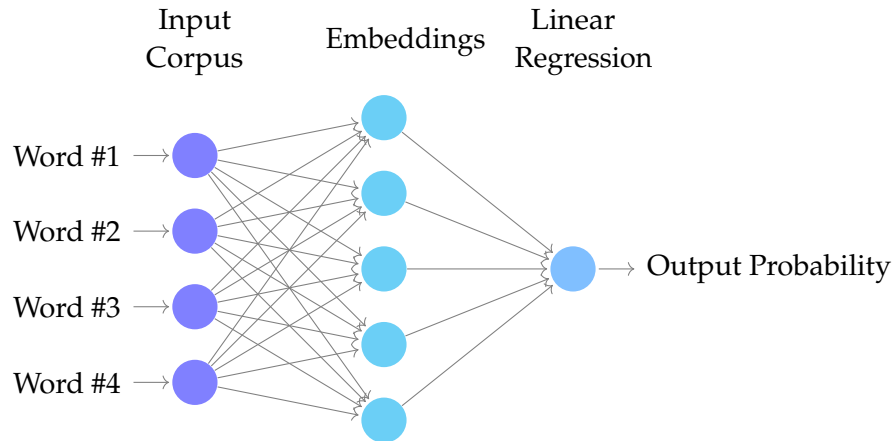 Input
Corpus
Embeddings
Linear
Regression
Word #1
Word #2
Word #3
Word #4
Output Probability